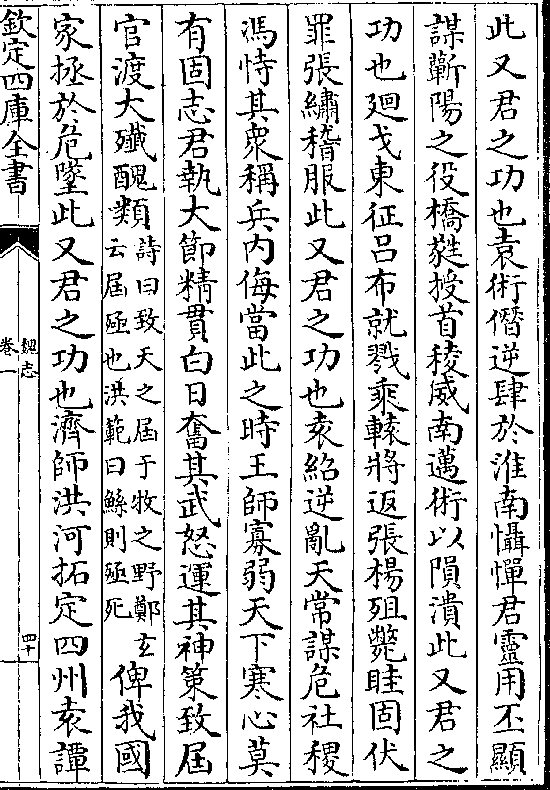 此又君之功也袁術僭逆肆於淮南懾憚君靈用丕顯
謀蘄陽之役橋蕤授首稜威南邁術以隕潰此又君之
功也廻戈東征呂布就戮乘轅將返張楊殂斃眭固伏
罪張繡稽服此又君之功也袁紹逆亂天常謀危社稷
馮恃其衆稱兵內侮當此之時王師寡弱天下寒心莫
有固志君執大節精貫白日奮其武怒運其神策致屆
官渡大殲醜類
詩曰致天之屆于牧之野鄭玄
云屆殛也洪範曰鯀則殛死
俾我國
家拯於危墜此又君之功也濟師洪河拓定四州袁譚
欽定四庫全書
魏志
卷一
四十